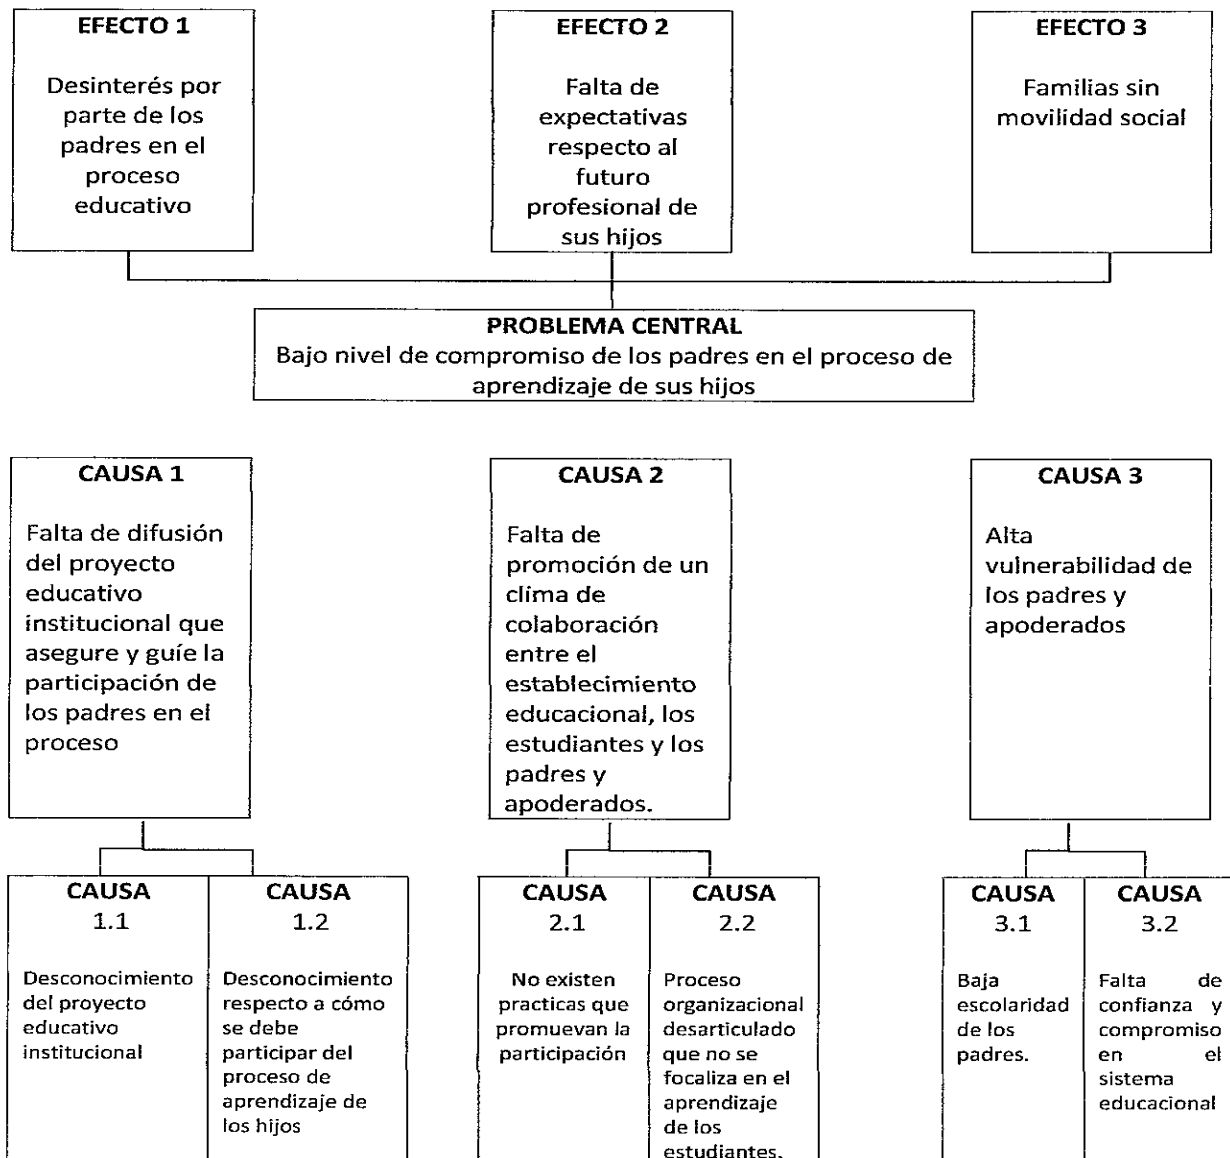 EFECTO 1
Desinterés por
parte de los
padres en el
proceso
educativo
EFECTO 2
Falta de
expectativas
respecto al
futuro
profesional de
sus hijos
EFECTO 3
Familias sin
movilidad social
PROBLEMA CENTRAL
Bajo nivel de compromiso de los padres en el proceso de
aprendizaje de sus hijos
CAUSA 1
Falta de difusión
del proyecto
educativo
institucional que
asegure y guíe la
participación de
los padres en el
proceso
CAUSA 2
Falta de
promoción de un
clima de
colaboración
entre el
establecimiento
educacional, los
estudiantes y los
padres y
apoderados.
CAUSA 3
Alta
vulnerabilidad de
los padres y
apoderados
CAUSA
1.1
Desconocimiento
del proyecto
educativo
institucional
CAUSA
1.2
Desconocimiento
respecto a cómo
se debe
participar del
proceso de
aprendizaje de
los hijos
CAUSA
2.1
No existen
practicas que
promuevan la
participación
CAUSA
2.2
Proceso
organizacional
desarticulado
que no se
focaliza en el
aprendizaje
de los
estudiantes.
CAUSA
3.1
Baja
escolaridad
de los
padres.
CAUSA
3.2
Falta de
confianza y
compromiso
en el
sistema
educacional